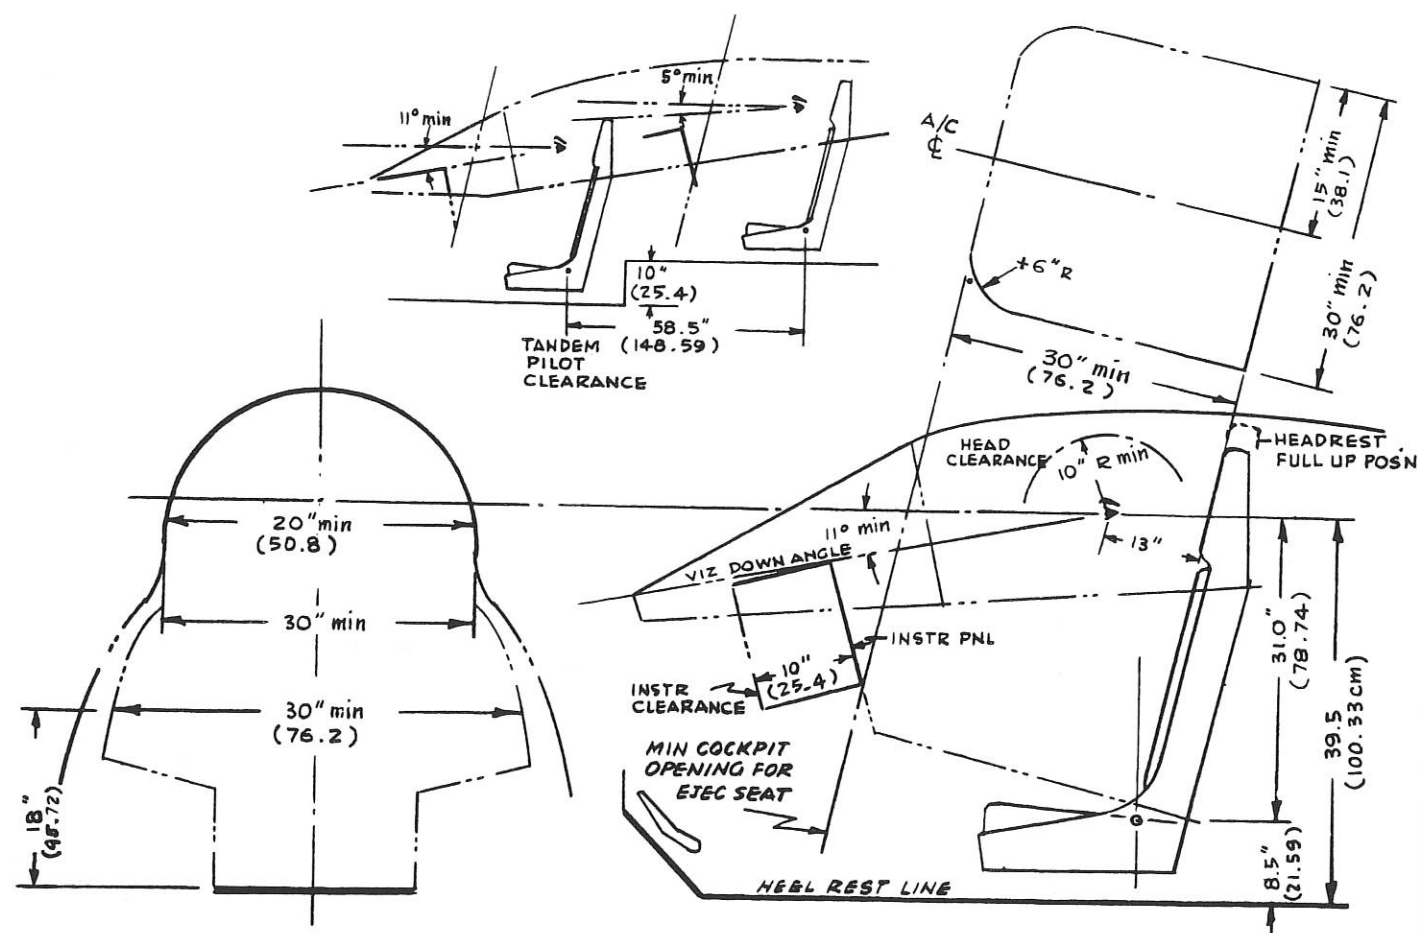 5° min
11° min
10"
(25.4)
58.5"
(148.59)
TANDEM
PILOT
CLEARANCE
A/C
℄
+6" R
15" min
(38.1)
30" min
(76.2)
30" min
(76.2)
HEAD
CLEARANCE
10" R min
HEADREST
FULL UP POS'N
11° min
VIZ DOWN ANGLE
13"
INSTR PNL
10"
(25.4)
INSTR
CLEARANCE
MIN COCKPIT
OPENING FOR
EJEC SEAT
31.0"
(78.74)
39.5
(100.33cm)
8.5"
(21.59)
HEEL REST LINE
20" min
(50.8)
30" min
30" min
(76.2)
18"
(45.72)